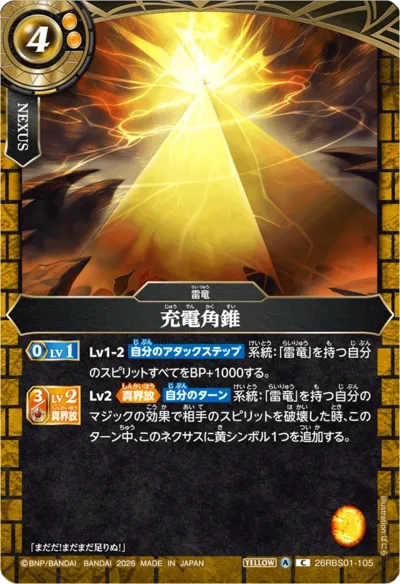 4
NEXUS
雷竜
充電角錐
0 LV1 Lv1-2 自分のアタックステップ 系統:「雷竜」を持つ自分
のスピリットすべてをBP+1000する。
3 LV2 真界放 Lv2 真界放 自分のターン 系統:「雷竜」を持つ自分の
マジックの効果で相手のスピリットを破壊した時、この
ターン中、このネクサスに黄シンボル1つを追加する。
「まだだ!まだまだ足りぬ!」
©BNP/BANDAI BANDAI 2026 MADE IN JAPAN
YELLOW A C 26RBS01-105